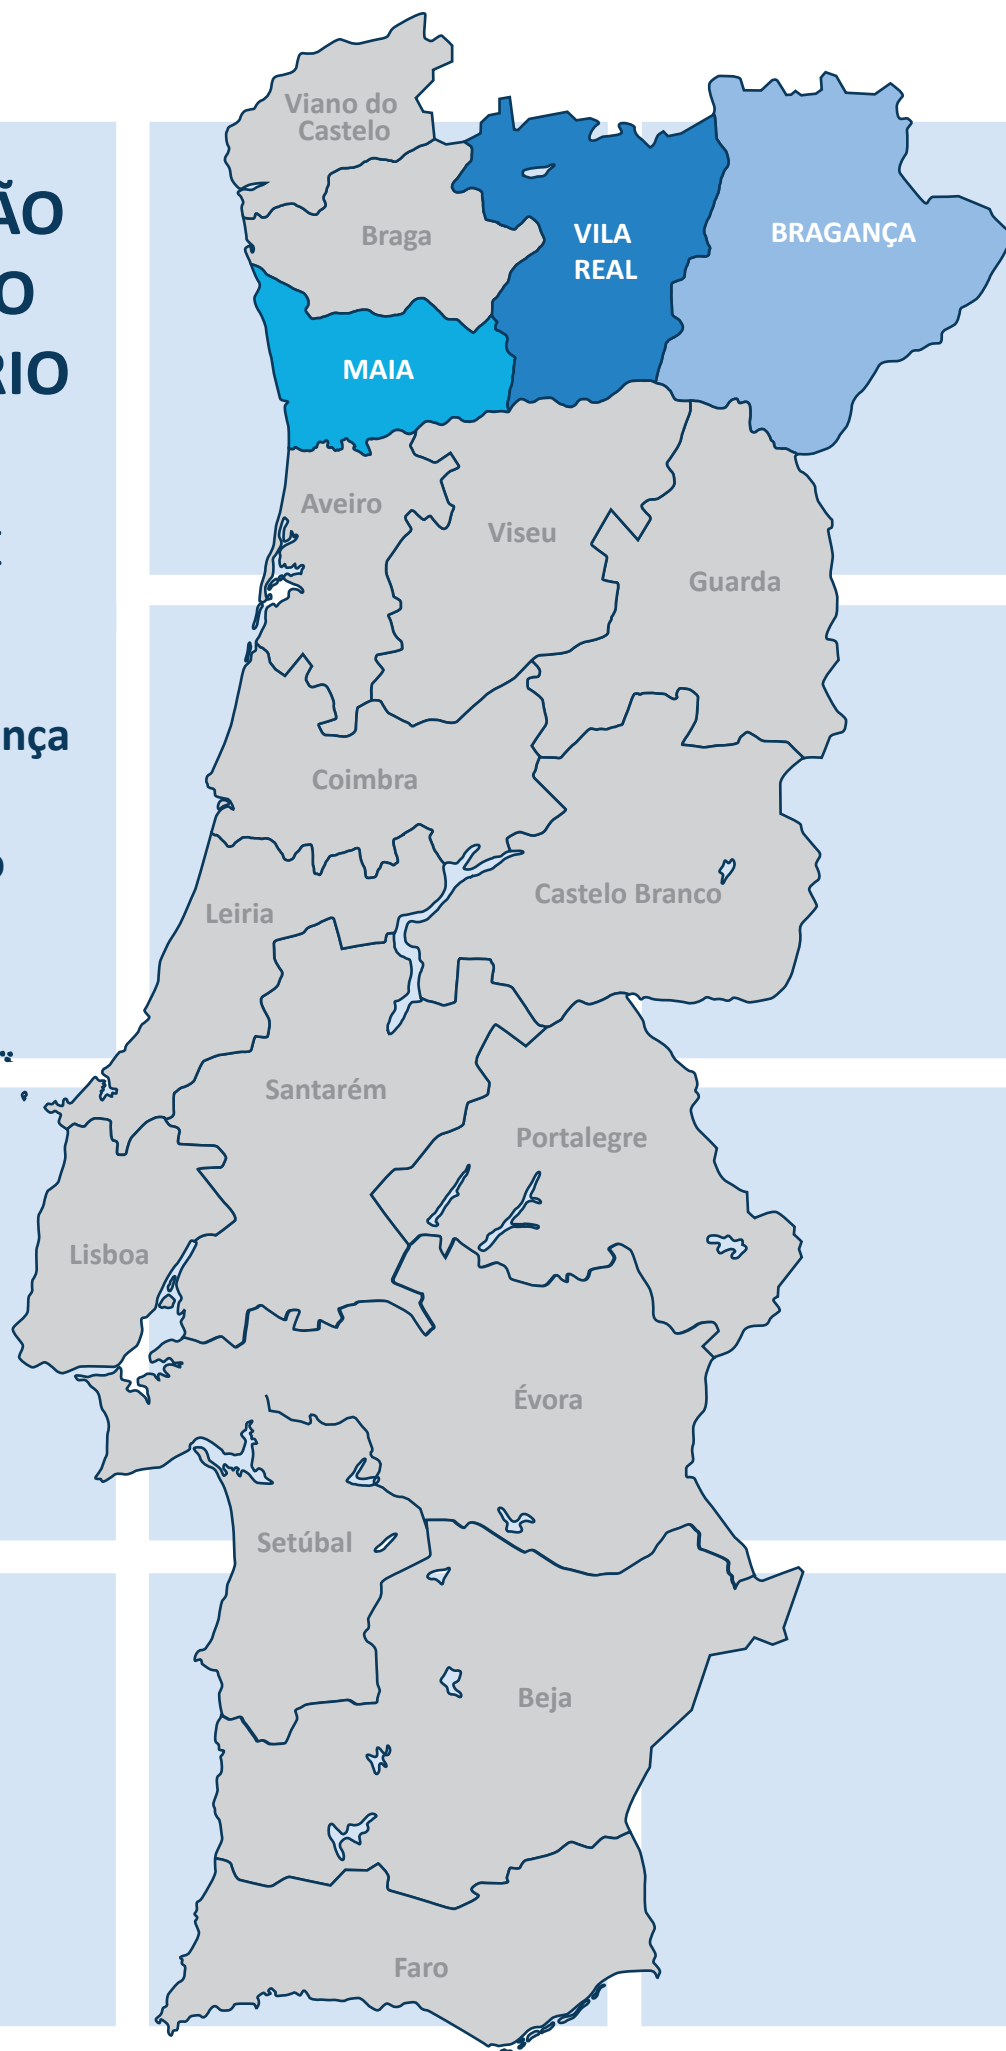 ÃO
O
RIO
nça
o
Viano do
Castelo
Braga
VILA
REAL
BRAGANÇA
MAIA
Aveiro
Viseu
Guarda
Coimbra
Castelo Branco
Leiria
Santarém
Portalegre
Lisboa
Évora
Setúbal
Beja
Faro